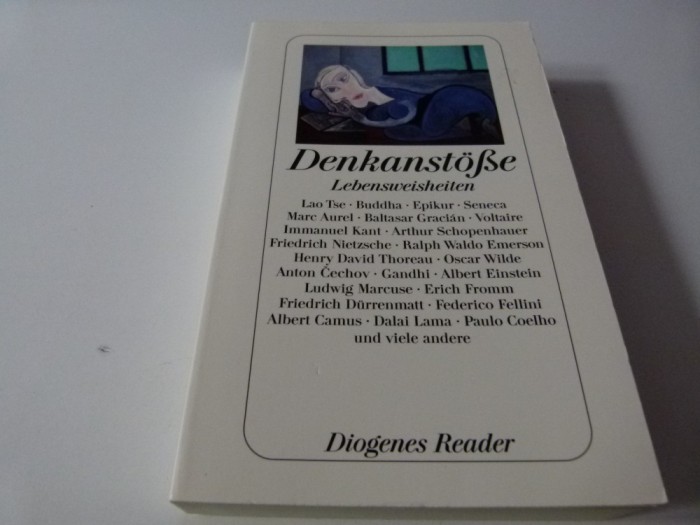 Denkanstöße
Lebensweisheiten
Lao Tse · Buddha · Epikur · Seneca
Marc Aurel · Baltasar Gracián · Voltaire
Immanuel Kant · Arthur Schopenhauer
Friedrich Nietzsche · Ralph Waldo Emerson
Henry David Thoreau · Oscar Wilde
Anton Čechov · Gandhi · Albert Einstein
Ludwig Marcuse · Erich Fromm
Friedrich Dürrenmatt · Federico Fellini
Albert Camus · Dalai Lama · Paulo Coelho
und viele andere
Diogenes Reader